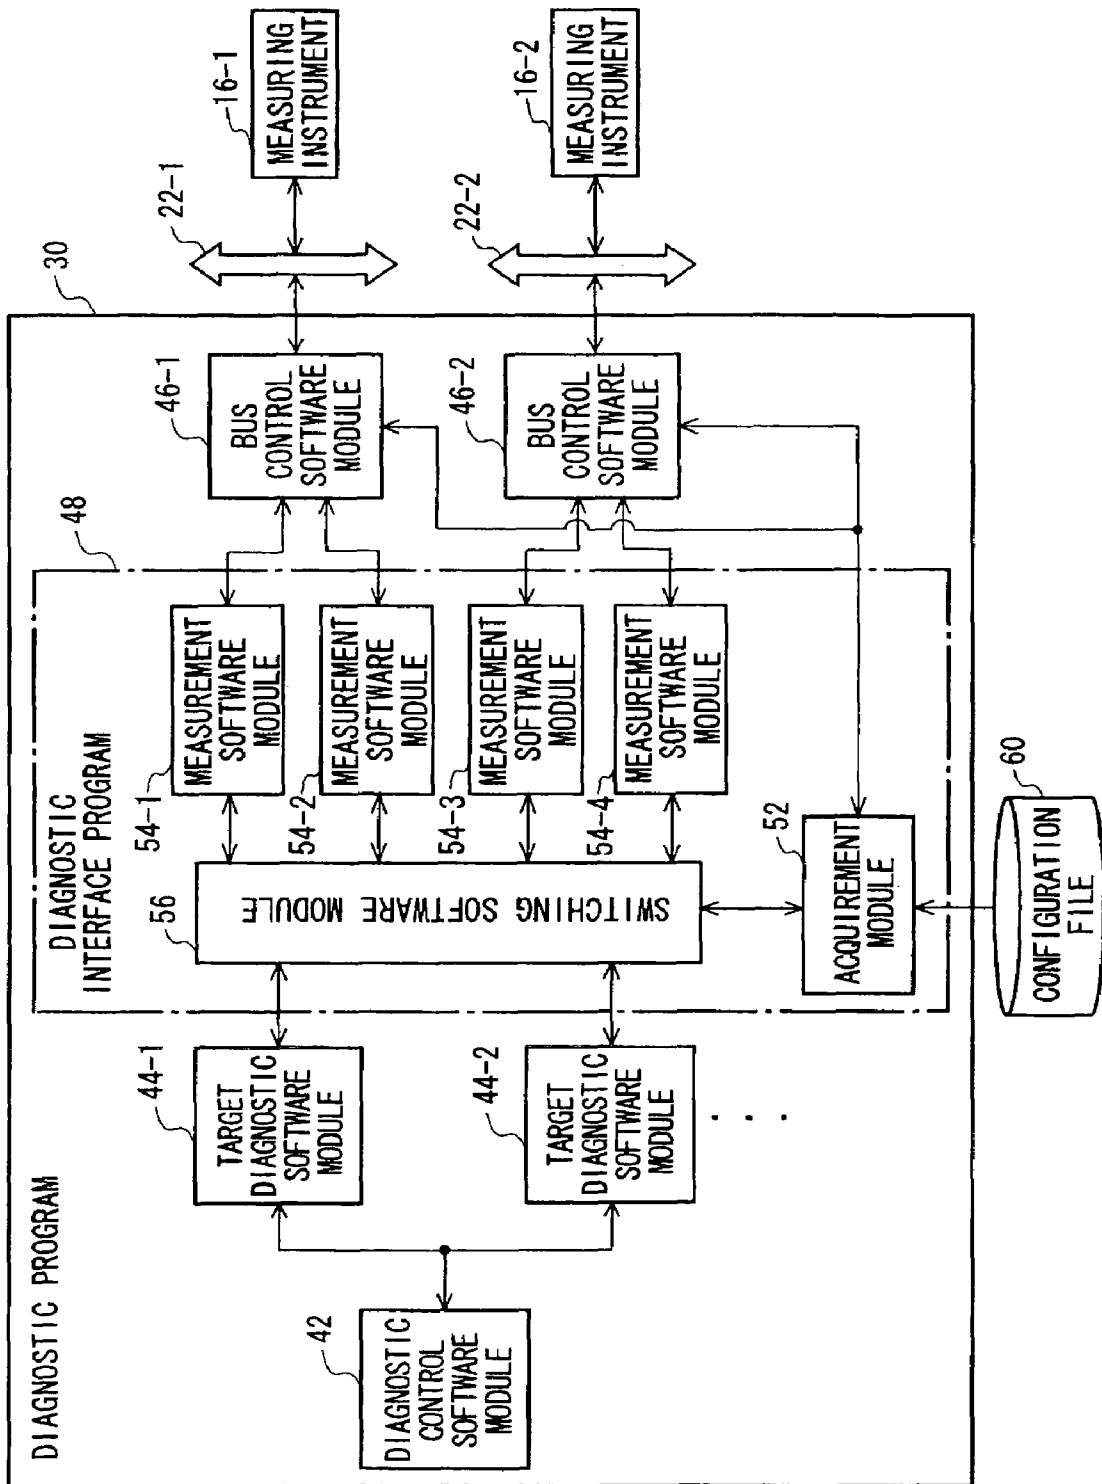 DIAGNOSTIC PROGRAM
30
DIAGNOSTIC
INTERFACE PROGRAM
48
42
DIAGNOSTIC
CONTROL
SOFTWARE
MODULE
44-1
TARGET
DIAGNOSTIC
SOFTWARE
MODULE
44-2
TARGET
DIAGNOSTIC
SOFTWARE
MODULE
. . .
56
SWITCHING SOFTWARE MODULE
54-1
MEASUREMENT
SOFTWARE
MODULE
54-2
MEASUREMENT
SOFTWARE
MODULE
54-3
MEASUREMENT
SOFTWARE
MODULE
54-4
MEASUREMENT
SOFTWARE
MODULE
52
ACQUIREMENT
MODULE
60
CONFIGURATION
FILE
46-1
BUS
CONTROL
SOFTWARE
MODULE
46-2
BUS
CONTROL
SOFTWARE
MODULE
22-1
22-2
16-1
MEASURING
INSTRUMENT
16-2
MEASURING
INSTRUMENT